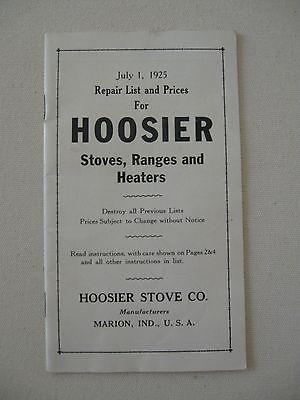 July 1, 1925
Repair List and Prices
For
HOOSIER
Stoves, Ranges and
Heaters
Destroy all Previous Lists
Prices Subject to Change without Notice
Read instructions, with care shown on Pages 2&4
and all other instructions in list.
HOOSIER STOVE CO.
Manufacturers
MARION, IND., U. S. A.